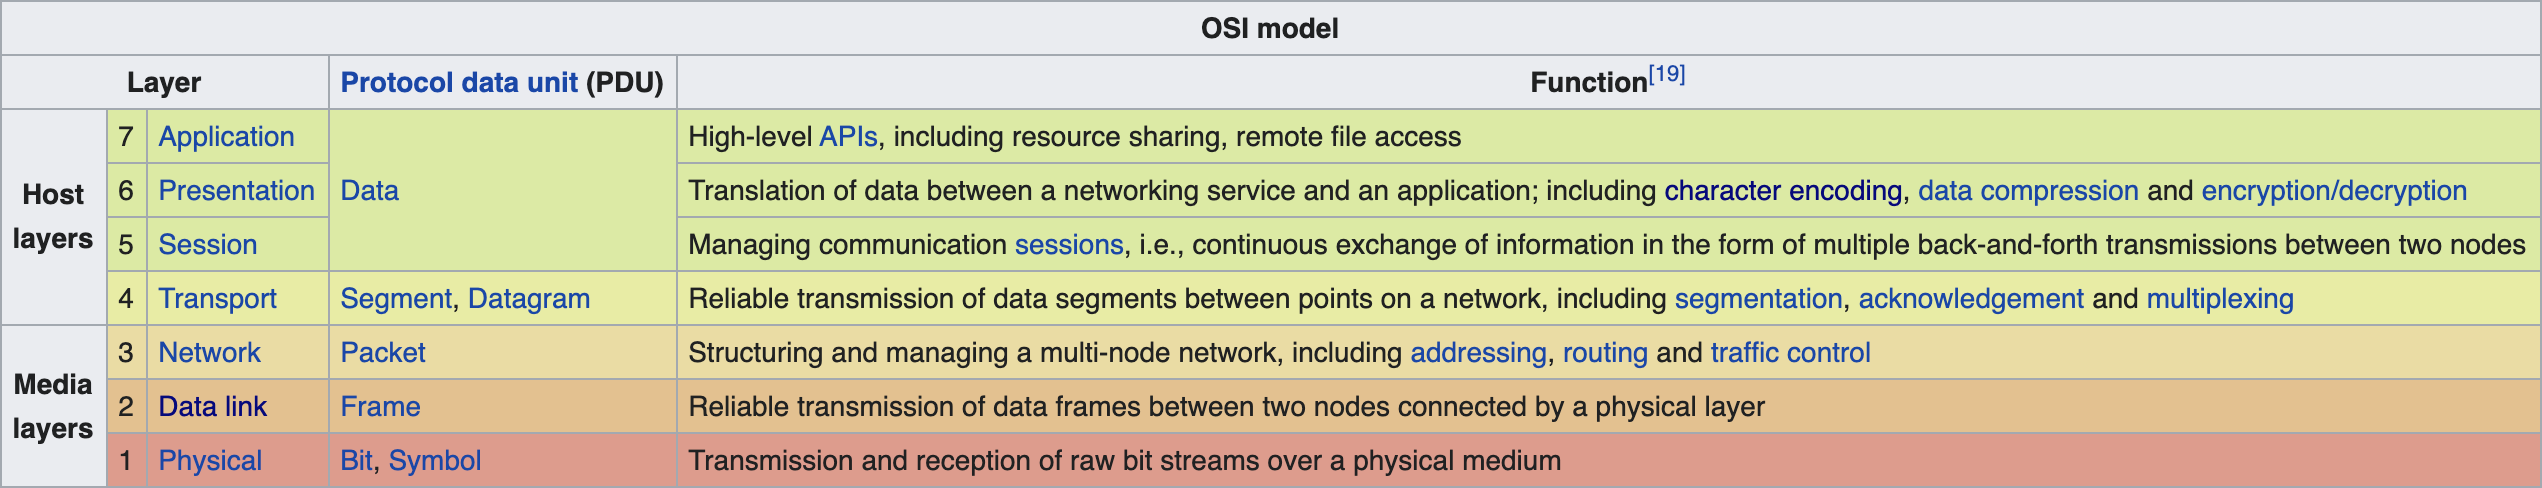 OSI model
Layer Protocol data unit (PDU) Function[19]
Host layers
7 Application Data High-level APIs, including resource sharing, remote file access
6 Presentation Translation of data between a networking service and an application; including character encoding, data compression and encryption/decryption
5 Session Managing communication sessions, i.e., continuous exchange of information in the form of multiple back-and-forth transmissions between two nodes
4 Transport Segment, Datagram Reliable transmission of data segments between points on a network, including segmentation, acknowledgement and multiplexing
Media layers
3 Network Packet Structuring and managing a multi-node network, including addressing, routing and traffic control
2 Data link Frame Reliable transmission of data frames between two nodes connected by a physical layer
1 Physical Bit, Symbol Transmission and reception of raw bit streams over a physical medium